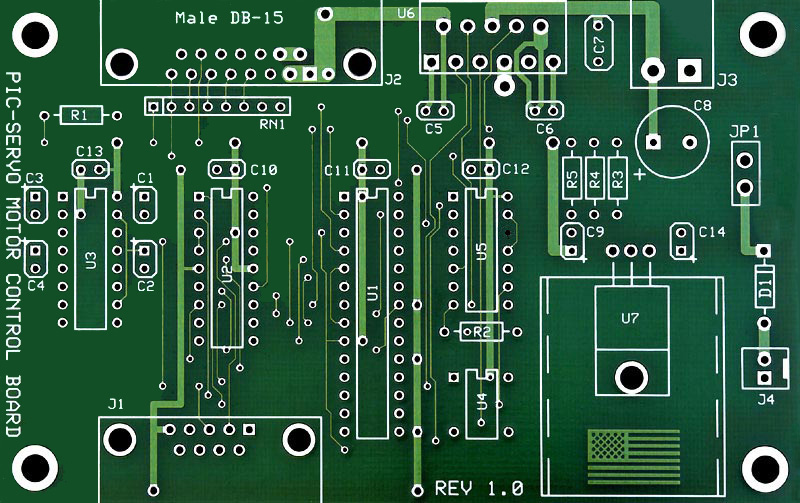 Male DB-15
U6
J2
C7
J3
PIC-SERVO MOTOR CONTROL BOARD
R1
RN1
C5
C6
C8
JP1
C13
C10
C11
C12
R5
R4
R3
C3
C1
C4
C2
U3
U2
U1
U5
C9
C14
R2
U7
D1
U4
J4
J1
REV 1.0